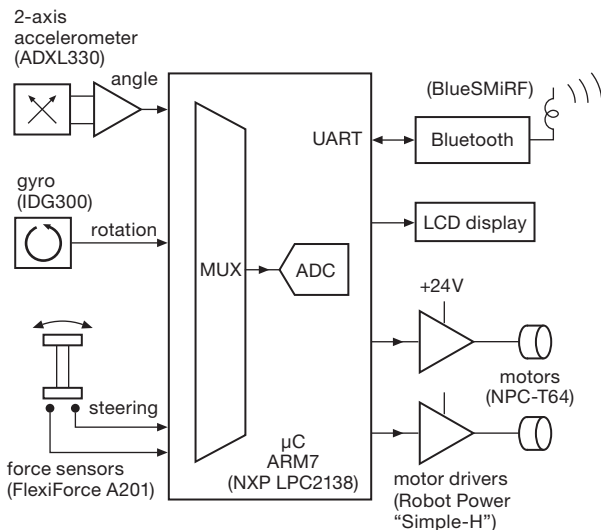 2-axis
accelerometer
(ADXL330)
angle
gyro
(IDG300)
rotation
steering
force sensors
(FlexiForce A201)
MUX
ADC
µC
ARM7
(NXP LPC2138)
UART
(BlueSMiRF)
Bluetooth
LCD display
+24V
motors
(NPC-T64)
motor drivers
(Robot Power
“Simple-H”)